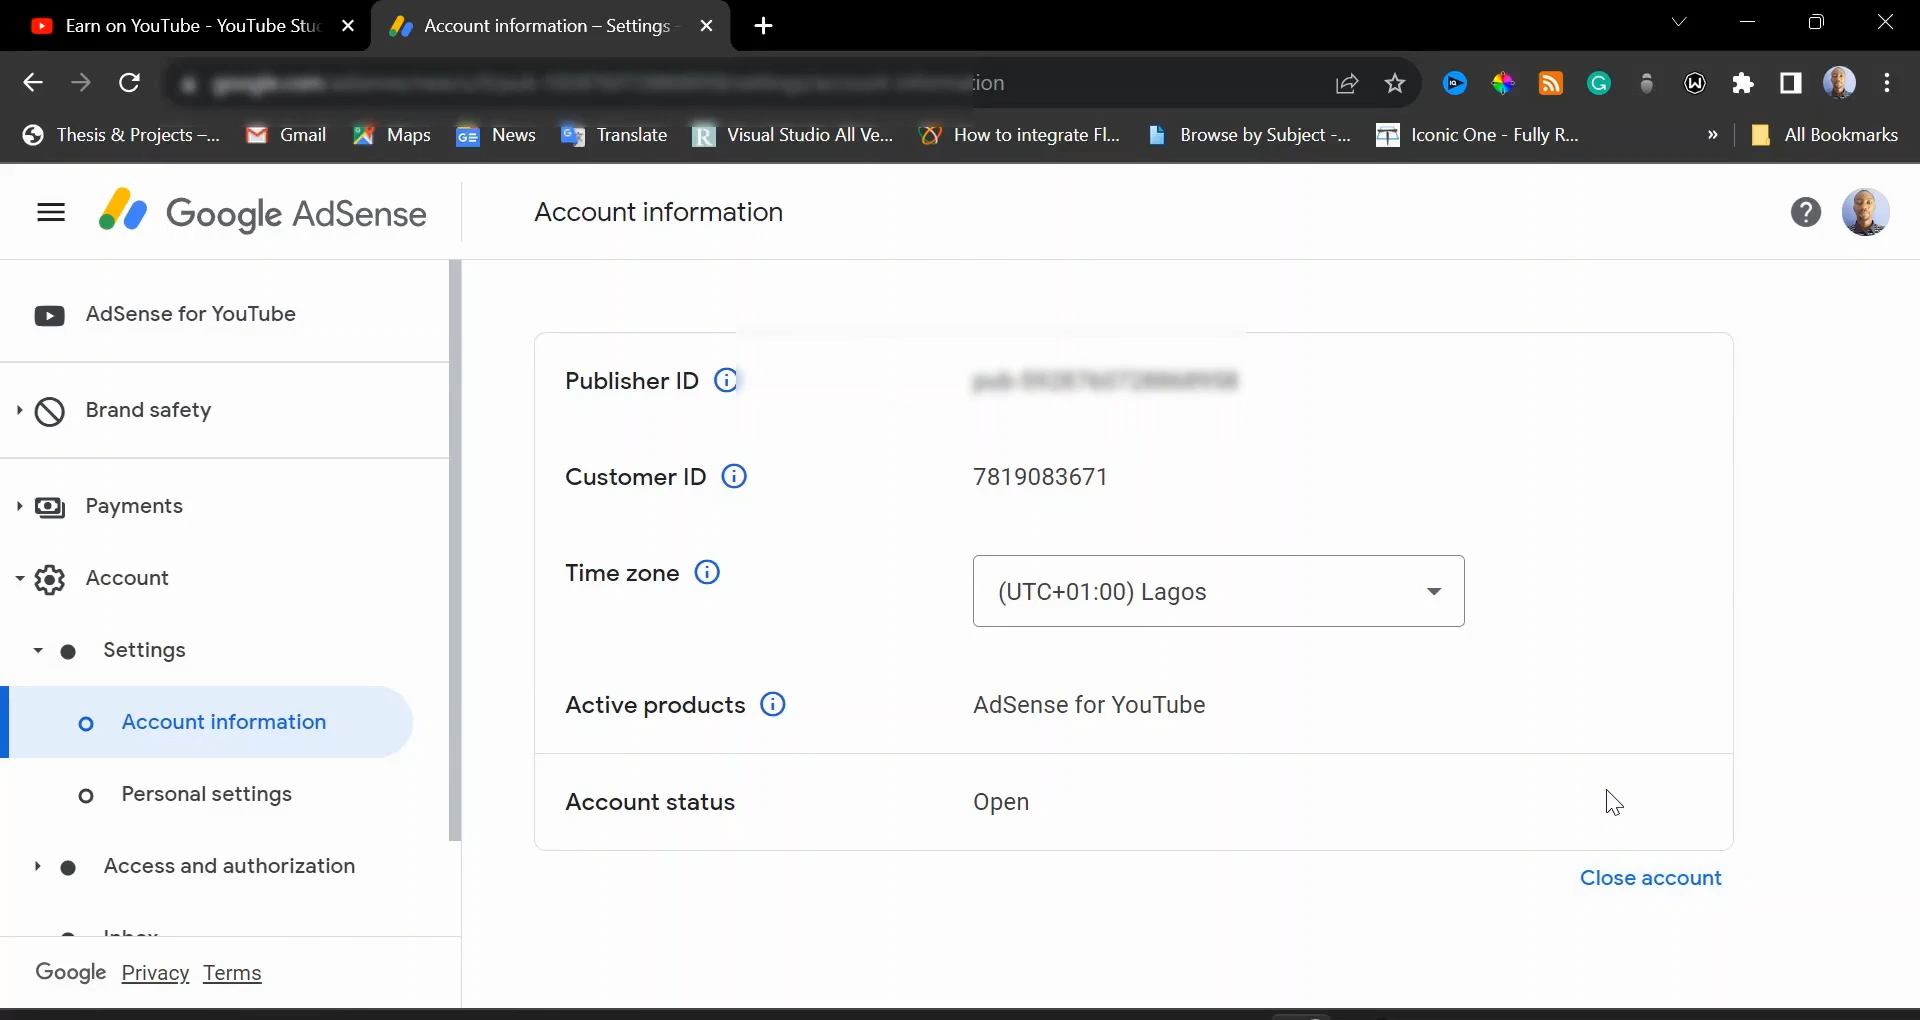 Earn on YouTube - YouTube Stu
Account information – Settings -
ion
Thesis & Projects –...
Gmail
Maps
News
Translate
Visual Studio All Ve...
How to integrate Fl...
Browse by Subject -...
Iconic One - Fully R...
»
All Bookmarks
Google AdSense
Account information
AdSense for YouTube
Brand safety
Payments
Account
Settings
Account information
Personal settings
Access and authorization
Inbox
Google Privacy Terms
Publisher ID
Customer ID 7819083671
Time zone (UTC+01:00) Lagos
Active products AdSense for YouTube
Account status Open
Close account